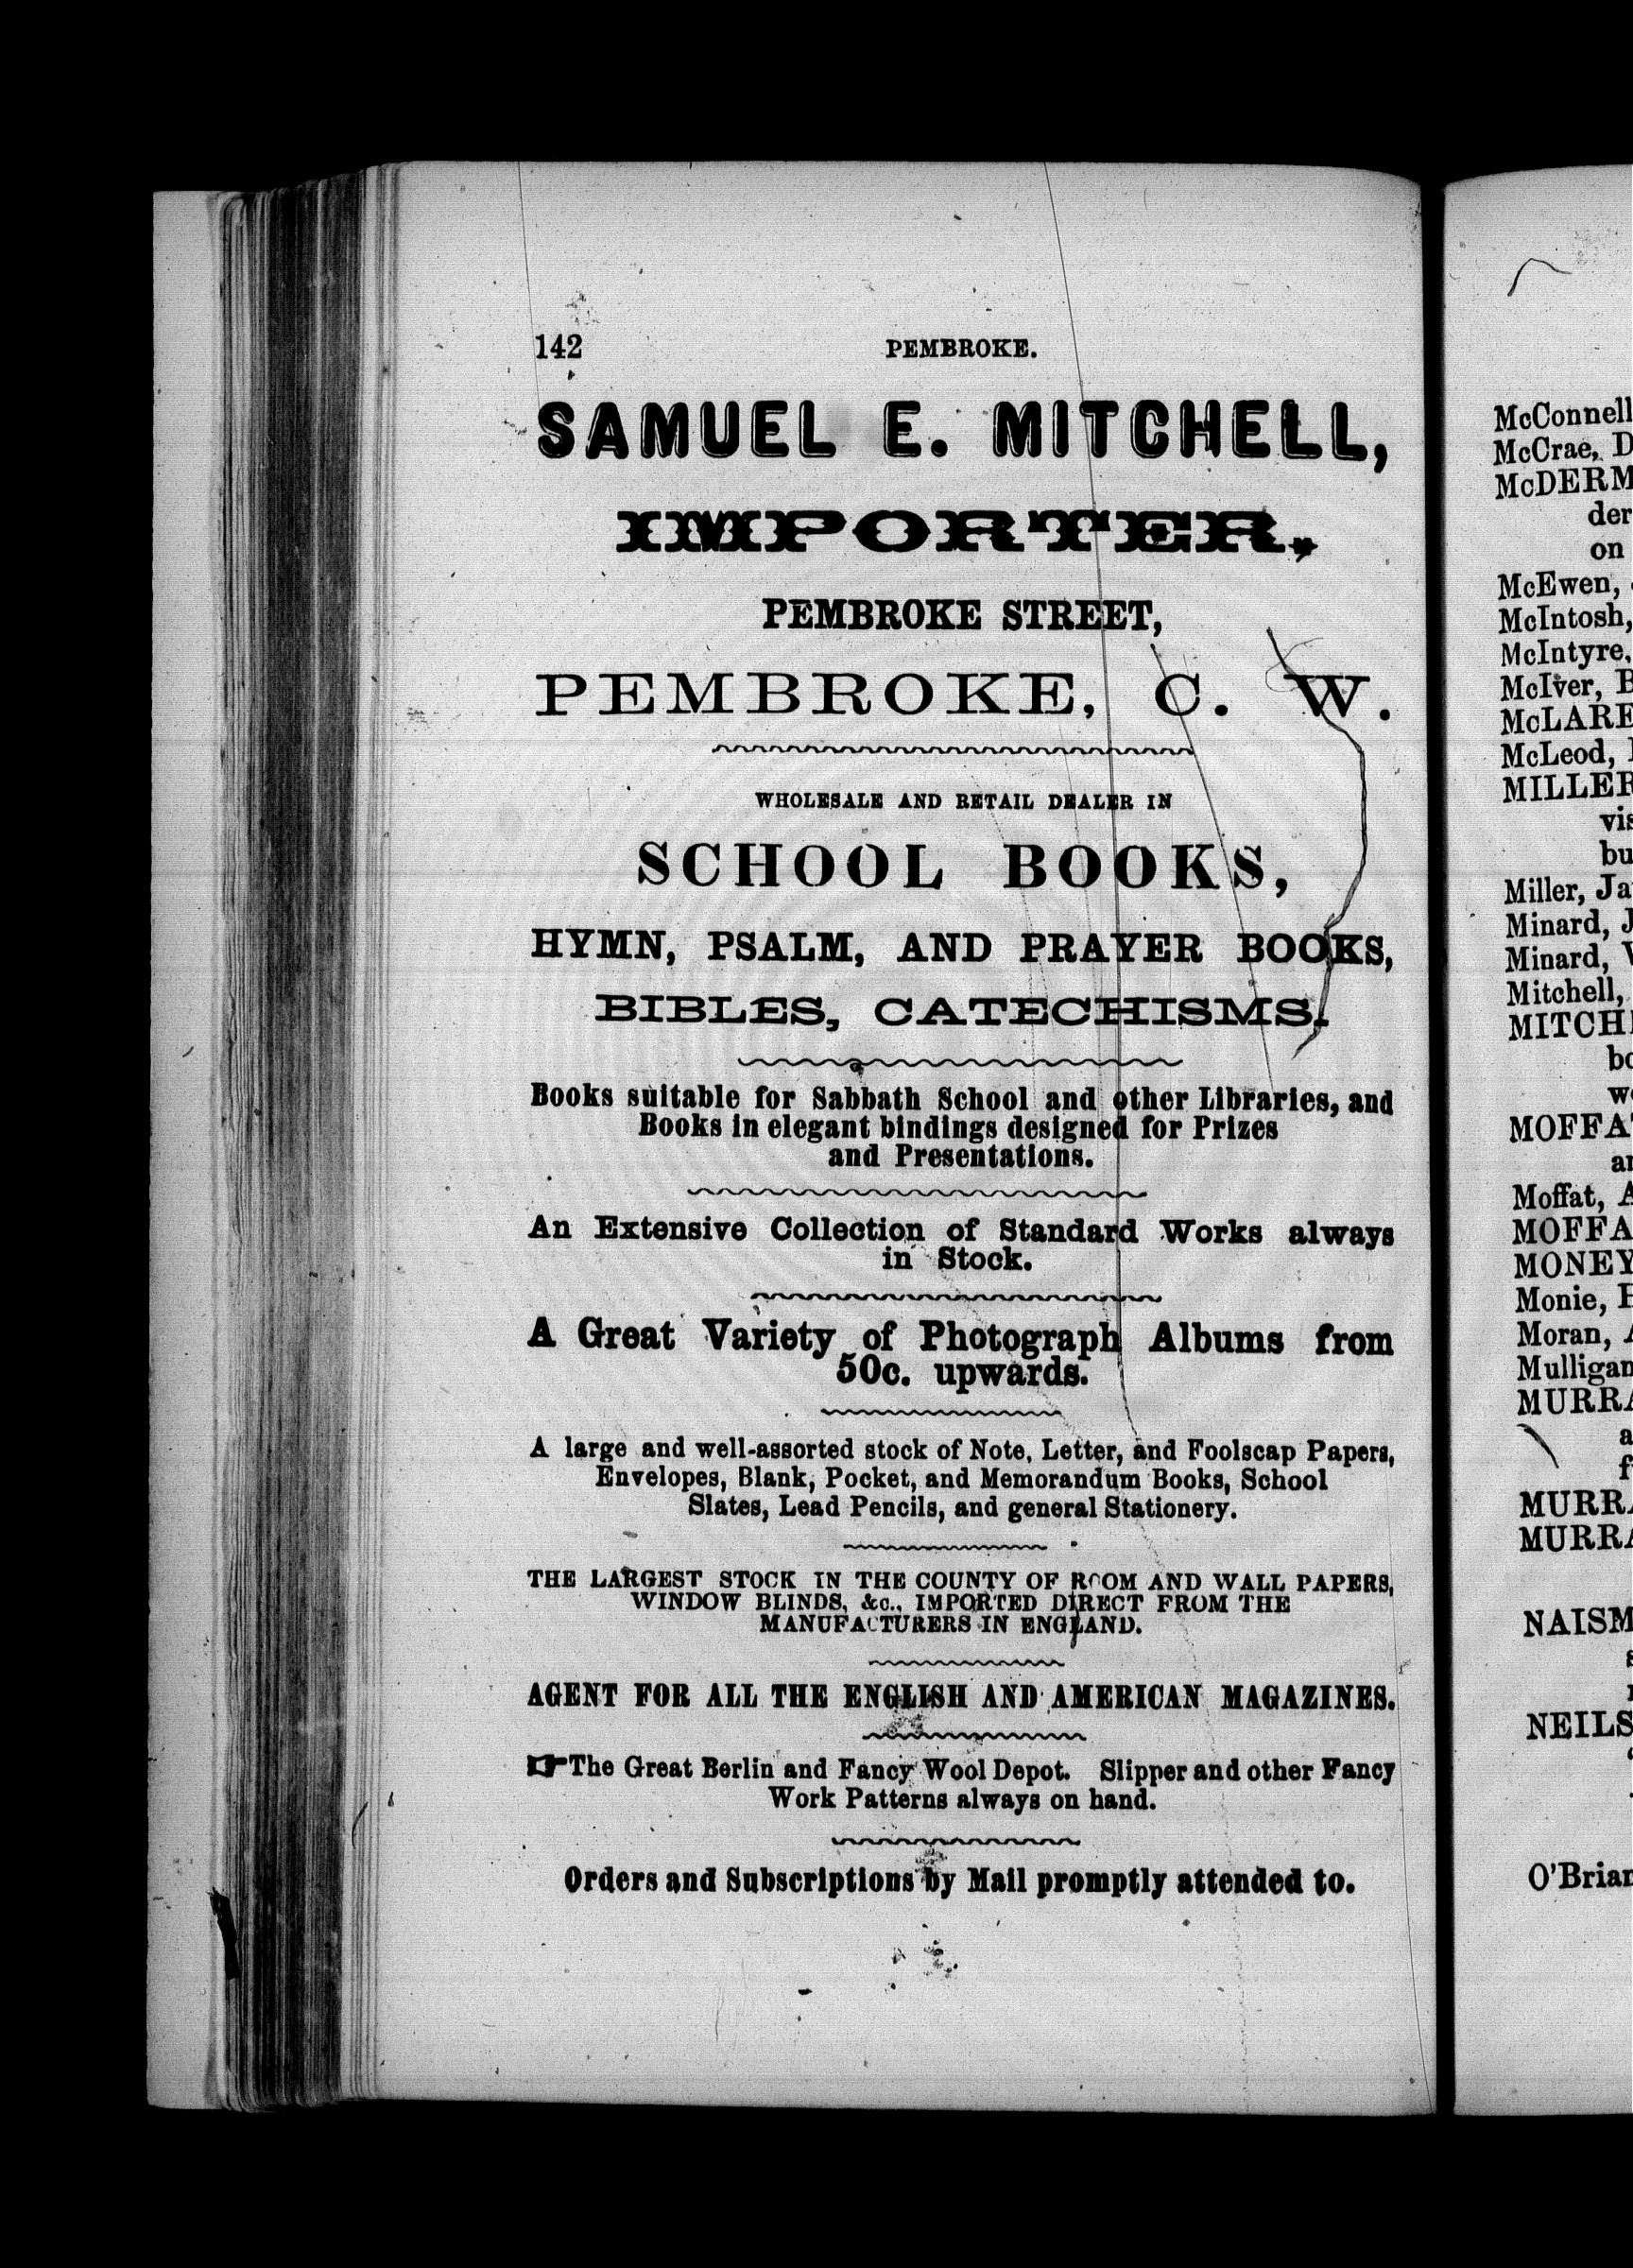 142
PEMBROKE.
SAMUEL E. MITCHELL,
IMPORTER,
PEMBROKE STREET,
PEMBROKE, C. W.
WHOLESALE AND RETAIL DEALER IN
SCHOOL BOOKS,
HYMN, PSALM, AND PRAYER BOOKS,
BIBLES, CATECHISMS.
Books suitable for Sabbath School and other Libraries, and
Books in elegant bindings designed for Prizes
and Presentations.
An Extensive Collection of Standard Works always
in Stock.
A Great Variety of Photograph Albums from
50c. upwards.
A large and well-assorted stock of Note, Letter, and Foolscap Papers,
Envelopes, Blank, Pocket, and Memorandum Books, School
Slates, Lead Pencils, and general Stationery.
THE LARGEST STOCK IN THE COUNTY OF ROOM AND WALL PAPERS,
WINDOW BLINDS, &c., IMPORTED DIRECT FROM THE
MANUFACTURERS IN ENGLAND.
AGENT FOR ALL THE ENGLISH AND AMERICAN MAGAZINES.
☞The Great Berlin and Fancy Wool Depot. Slipper and other Fancy
Work Patterns always on hand.
Orders and Subscriptions by Mail promptly attended to.
McConnell
McCrae, D
McDERM
der
on
McEwen,
McIntosh,
McIntyre,
McIver, B
McLARE
McLeod,
MILLER
vis
bu
Miller, Ja
Minard, J
Minard,
Mitchell,
MITCH
bo
MOFFA
Moffat, A
MOFFA
MONEY
Monie,
Moran,
Mulligan
MURRA
a
f
MURRA
MURRA
NAISM
NEILS
O'Brian